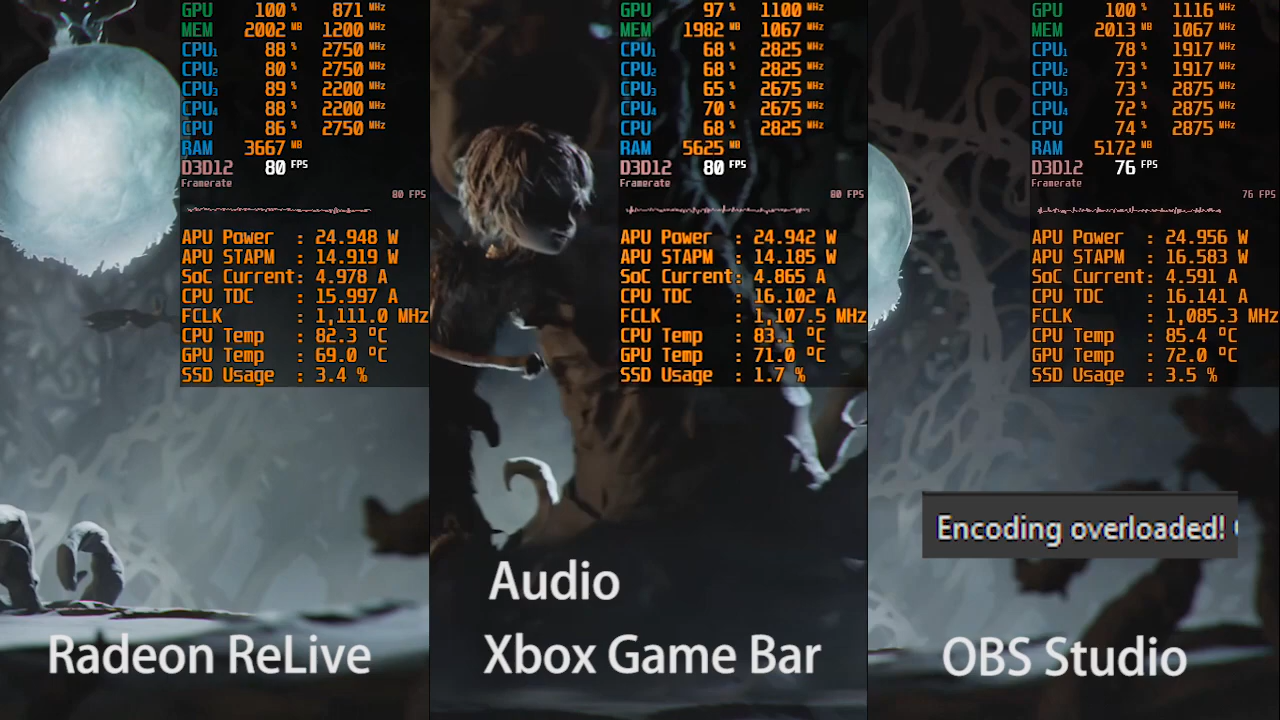 GPU 100 % 871 MHz
MEM 2002 MB 1200 MHz
CPU1 88 % 2750 MHz
CPU2 80 % 2750 MHz
CPU3 89 % 2200 MHz
CPU4 88 % 2200 MHz
CPU 86 % 2750 MHz
RAM 3667 MB
D3D12 80 FPS
Framerate
80 FPS
APU Power : 24.948 W
APU STAPM : 14.919 W
SoC Current: 4.978 A
CPU TDC : 15.997 A
FCLK : 1,111.0 MHz
CPU Temp : 82.3 ºC
GPU Temp : 69.0 ºC
SSD Usage : 3.4 %
Radeon ReLive
GPU 97 % 1100 MHz
MEM 1982 MB 1067 MHz
CPU1 68 % 2825 MHz
CPU2 68 % 2825 MHz
CPU3 65 % 2675 MHz
CPU4 70 % 2675 MHz
CPU 68 % 2825 MHz
RAM 5625 MB
D3D12 80 FPS
Framerate
80 FPS
APU Power : 24.942 W
APU STAPM : 14.185 W
SoC Current: 4.865 A
CPU TDC : 16.102 A
FCLK : 1,107.5 MHz
CPU Temp : 83.1 ºC
GPU Temp : 71.0 ºC
SSD Usage : 1.7 %
Audio
Xbox Game Bar
GPU 100 % 1116 MHz
MEM 2013 MB 1067 MHz
CPU1 78 % 1917 MHz
CPU2 73 % 1917 MHz
CPU3 73 % 2875 MHz
CPU4 72 % 2875 MHz
CPU 74 % 2875 MHz
RAM 5172 MB
D3D12 76 FPS
Framerate
76 FPS
APU Power : 24.956 W
APU STAPM : 16.583 W
SoC Current: 4.591 A
CPU TDC : 16.141 A
FCLK : 1,085.3 MHz
CPU Temp : 85.4 ºC
GPU Temp : 72.0 ºC
SSD Usage : 3.5 %
Encoding overloaded!
OBS Studio